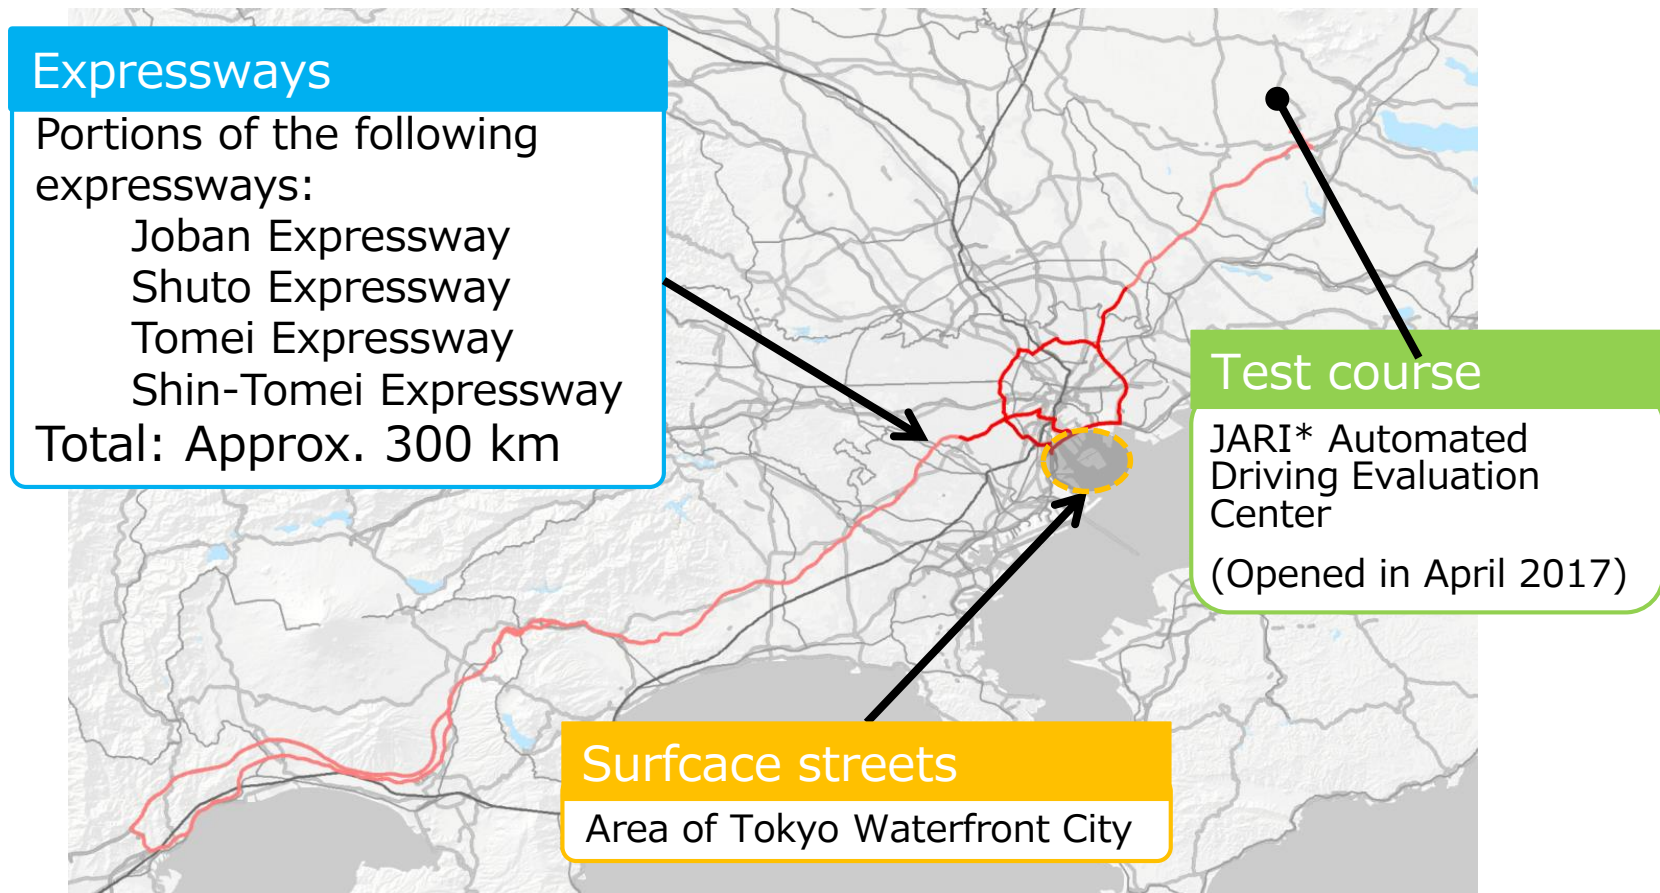 Expressways
Portions of the following
expressways:
Joban Expressway
Shuto Expressway
Tomei Expressway
Shin-Tomei Expressway
Total: Approx. 300 km
Test course
JARI* Automated
Driving Evaluation
Center
(Opened in April 2017)
Surfcace streets
Area of Tokyo Waterfront City